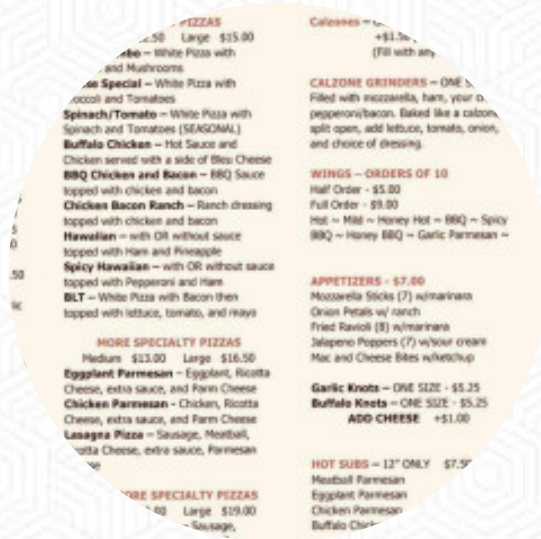 PIZZAS
.50 Large $15.00
– White Pizza with
and Mushrooms
Special – White Pizza with
and Tomatoes
Spinach/Tomato – White Pizza with
Spinach and Tomatoes (SEASONAL)
Buffalo Chicken – Hot Sauce and
Chicken served with a side of Bleu Cheese
BBQ Chicken and Bacon – BBQ Sauce
topped with chicken and bacon
Chicken Bacon Ranch – Ranch dressing
topped with chicken and bacon
Hawaiian – with OR without sauce
topped with Ham and Pineapple
Spicy Hawaiian – with OR without sauce
topped with Pepperoni and Ham
BLT – White Pizza with Bacon then
topped with lettuce, tomato, and mayo
MORE SPECIALTY PIZZAS
Medium $13.00 Large $16.50
Eggplant Parmesan – Eggplant, Ricotta
Cheese, extra sauce, and Parm Cheese
Chicken Parmesan - Chicken, Ricotta
Cheese, extra sauce, and Parm Cheese
Lasagna Pizza – Sausage, Meatball,
Cheese, extra sauce, Parmesan
SPECIALTY PIZZAS
Large $19.00
Sausage,
Calzones –
(Fill with any
CALZONE GRINDERS – ONE
Filled with mozzarella, ham, your
pepperoni/bacon. Baked like a calzone
split open, add lettuce, tomato, onion,
and choice of dressing.
WINGS – ORDERS OF 10
Half Order - $5.00
Full Order - $9.00
Hot ~ Mild ~ Honey Hot ~ BBQ ~ Spicy
BBQ ~ Honey BBQ ~ Garlic Parmesan ~
APPETIZERS - $7.00
Mozzarella Sticks (7) w/marinara
Onion Petals w/ ranch
Fried Ravioli (8) w/marinara
Jalapeno Poppers (7) w/sour cream
Mac and Cheese Bites w/ketchup
Garlic Knots – ONE SIZE - $5.25
Buffalo Knots – ONE SIZE - $5.25
ADD CHEESE +$1.00
HOT SUBS – 12" ONLY
Meatball Parmesan
Eggplant Parmesan
Chicken Parmesan
Buffalo